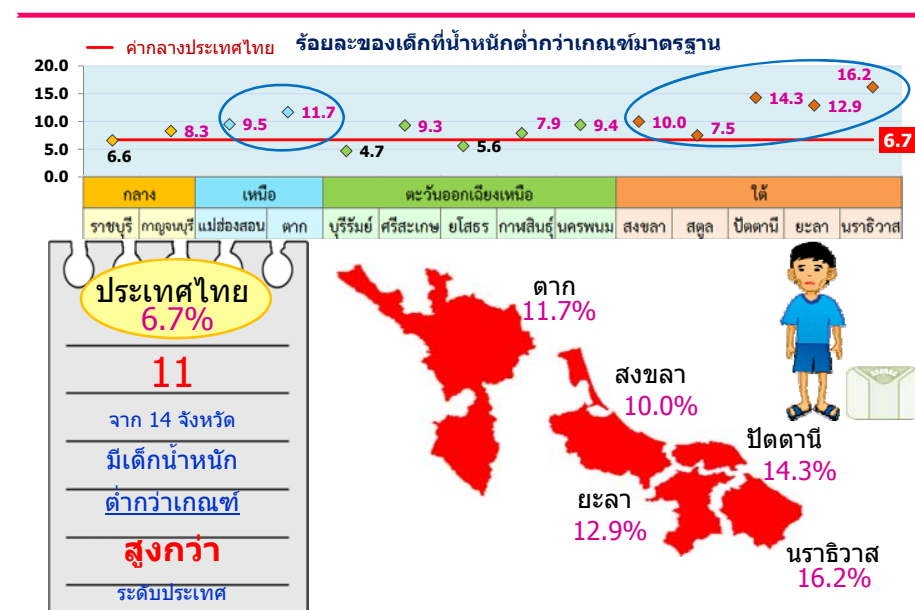 ร้อยละของเด็กที่น้ำหนักต่ำกว่าเกณฑ์มาตรฐาน
ค่ากลางประเทศไทย
20.0
15.0
10.0
5.0
0.0
6.6 8.3 9.5 11.7 4.7 9.3 5.6 7.9 9.4 10.0 7.5 14.3 12.9 16.2
6.7
กลาง เหนือ ตะวันออกเฉียงเหนือ ใต้
ราชบุรี กาญจนบุรี แม่ฮ่องสอน ตาก บุรีรัมย์ ศรีสะเกษ ยโสธร กาฬสินธุ์ นครพนม สงขลา สตูล ปัตตานี ยะลา นราธิวาส
ประเทศไทย
6.7%
11
จาก 14 จังหวัด
มีเด็กน้ำหนัก
ต่ำกว่าเกณฑ์
สูงกว่า
ระดับประเทศ
ตาก
11.7%
สงขลา
10.0%
ปัตตานี
14.3%
ยะลา
12.9%
นราธิวาส
16.2%